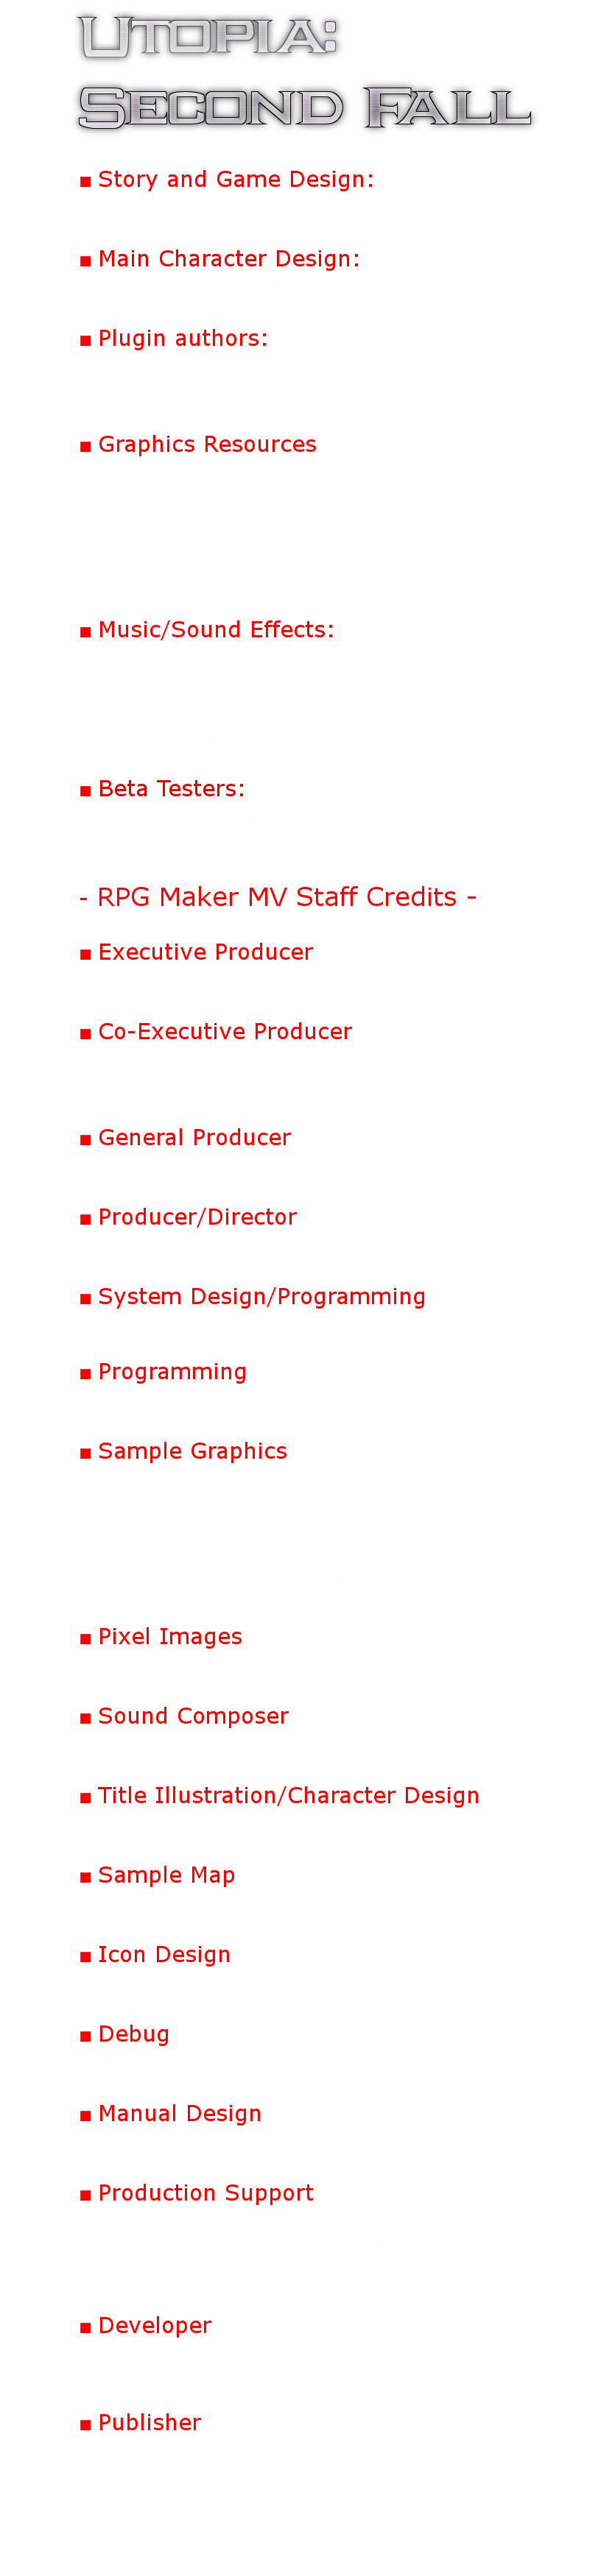 Utopia:
Second Fall
■ Story and Game Design:
■ Main Character Design:
■ Plugin authors:
■ Graphics Resources
■ Music/Sound Effects:
■ Beta Testers:
- RPG Maker MV Staff Credits -
■ Executive Producer
■ Co-Executive Producer
■ General Producer
■ Producer/Director
■ System Design/Programming
■ Programming
■ Sample Graphics
■ Pixel Images
■ Sound Composer
■ Title Illustration/Character Design
■ Sample Map
■ Icon Design
■ Debug
■ Manual Design
■ Production Support
■ Developer
■ Publisher